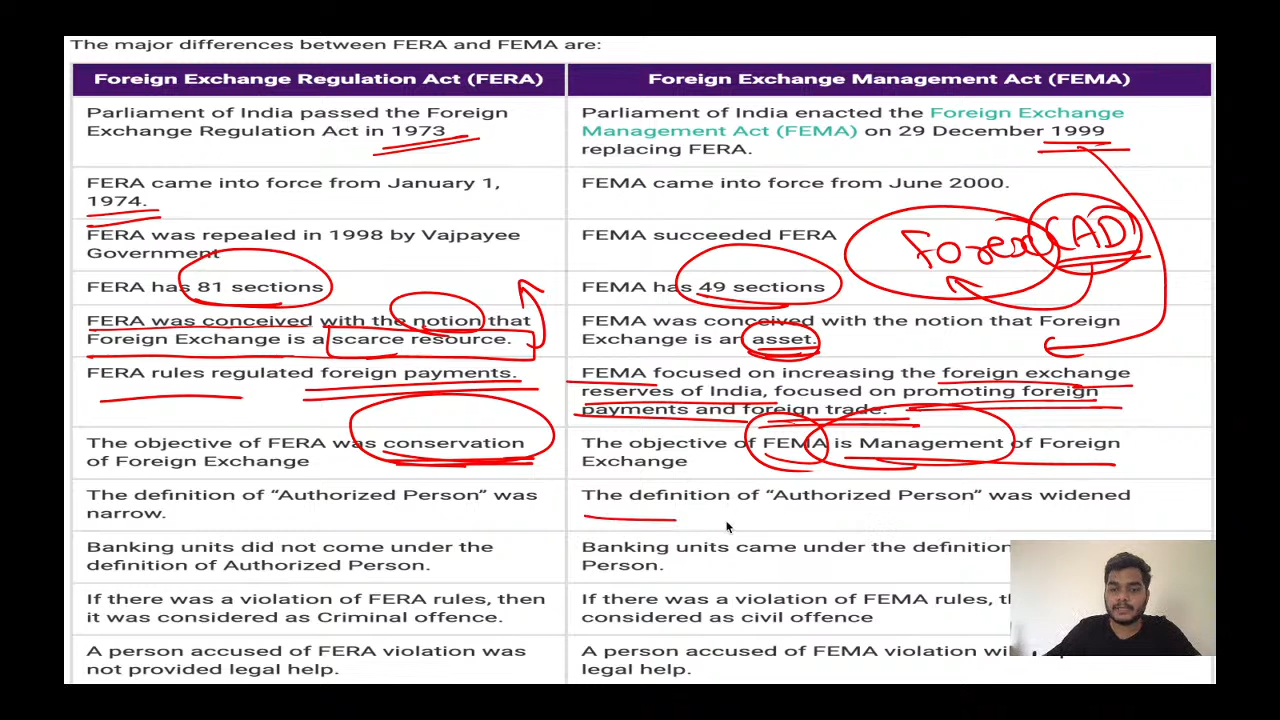 The major differences between FERA and FEMA are:
Foreign Exchange Regulation Act (FERA)
Foreign Exchange Management Act (FEMA)
Parliament of India passed the Foreign
Exchange Regulation Act in 1973
Parliament of India enacted the Foreign Exchange
Management Act (FEMA) on 29 December 1999
replacing FERA.
FERA came into force from January 1,
1974.
FEMA came into force from June 2000.
FERA was repealed in 1998 by Vajpayee
Government
FEMA succeeded FERA
FERA has 81 sections
FEMA has 49 sections
FERA was conceived with the notion that
Foreign Exchange is a scarce resource.
FEMA was conceived with the notion that Foreign
Exchange is an asset.
FERA rules regulated foreign payments.
FEMA focused on increasing the foreign exchange
reserves of India, focused on promoting foreign
payments and foreign trade.
The objective of FERA was conservation
of Foreign Exchange
The objective of FEMA is Management of Foreign
Exchange
The definition of “Authorized Person” was
narrow.
The definition of “Authorized Person” was widened
Banking units did not come under the
definition of Authorized Person.
Banking units came under the definition
Person.
If there was a violation of FERA rules, then
it was considered as Criminal offence.
If there was a violation of FEMA rules,
considered as civil offence
A person accused of FERA violation was
not provided legal help.
A person accused of FEMA violation
legal help.